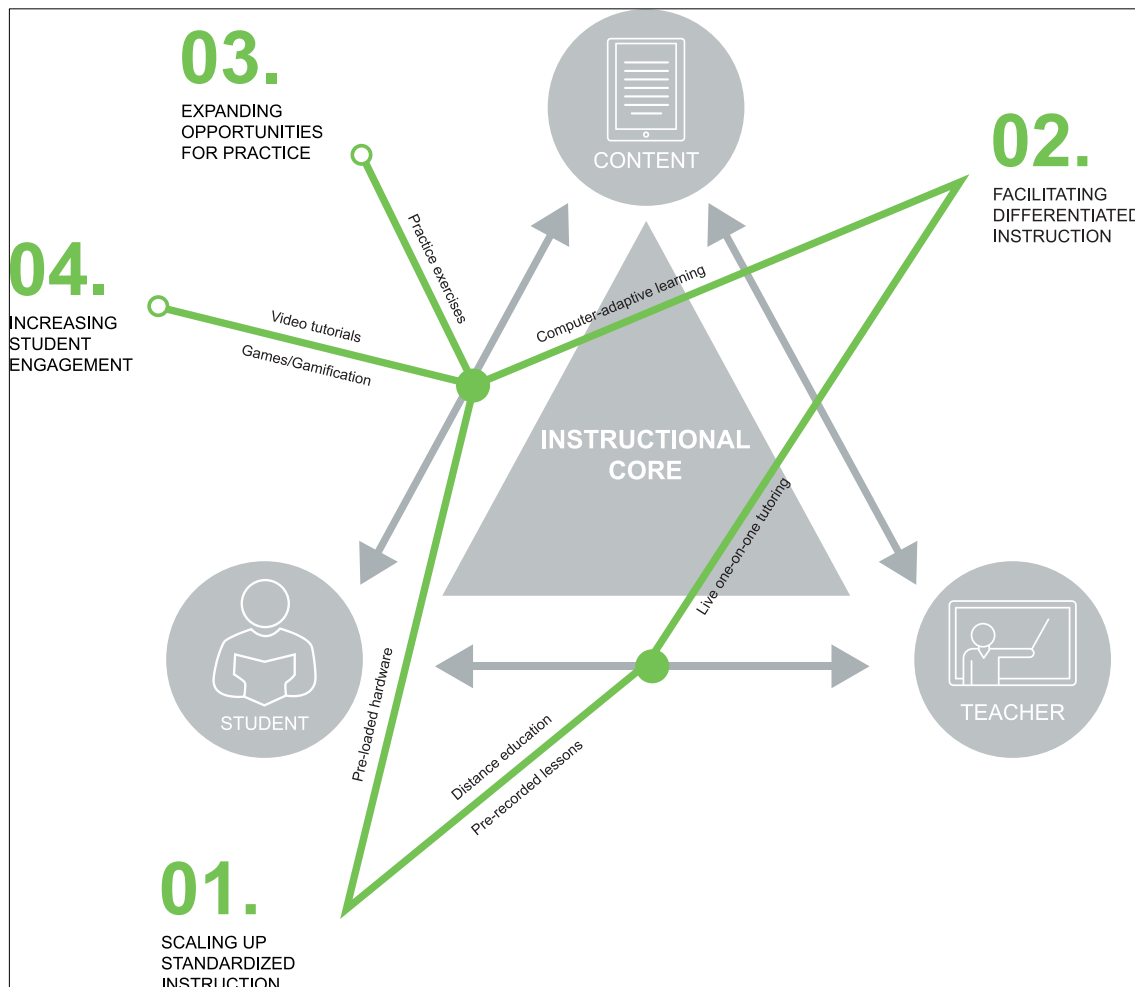 03.
EXPANDING
OPPORTUNITIES
FOR PRACTICE
CONTENT
02.
FACILITATING
DIFFERENTIATED
INSTRUCTION
04.
INCREASING
STUDENT
ENGAGEMENT
Practice exercises
Video tutorials
Games/Gamification
Computer-adaptive learning
INSTRUCTIONAL
CORE
Live one-on-one tutoring
STUDENT
TEACHER
Pre-loaded hardware
Distance education
Pre-recorded lessons
01.
SCALING UP
STANDARDIZED
INSTRUCTION